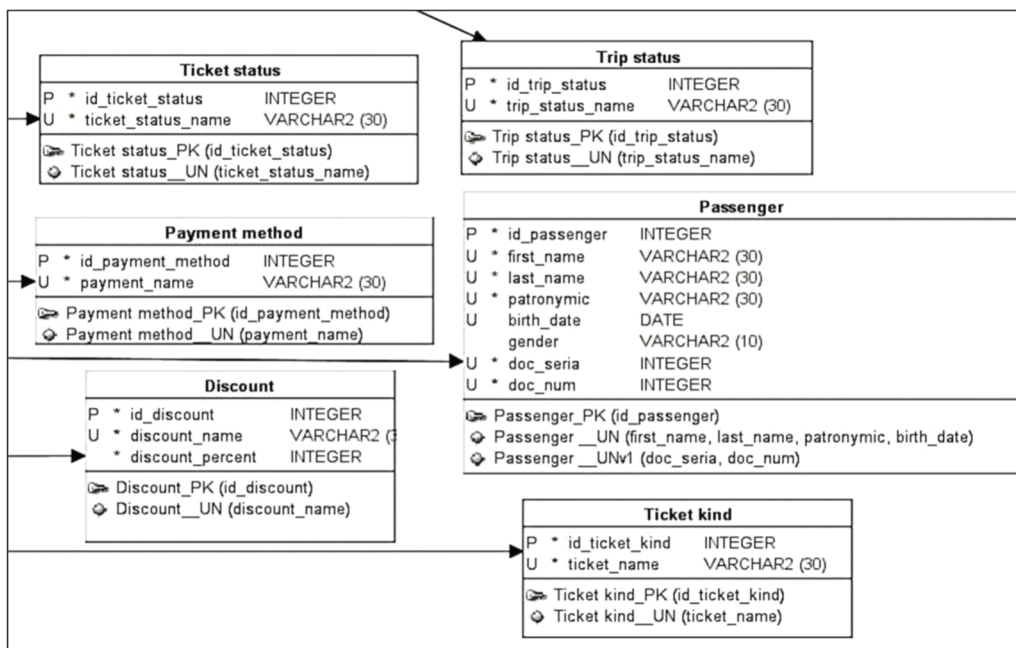 Ticket status
P * id_ticket_status INTEGER
U * ticket_status_name VARCHAR2 (30)
Ticket status_PK (id_ticket_status)
Ticket status__UN (ticket_status_name)
Trip status
P * id_trip_status INTEGER
U * trip_status_name VARCHAR2 (30)
Trip status_PK (id_trip_status)
Trip status__UN (trip_status_name)
Payment method
P * id_payment_method INTEGER
U * payment_name VARCHAR2 (30)
Payment method_PK (id_payment_method)
Payment method__UN (payment_name)
Passenger
P * id_passenger INTEGER
U * first_name VARCHAR2 (30)
U * last_name VARCHAR2 (30)
U * patronymic VARCHAR2 (30)
U birth_date DATE
gender VARCHAR2 (10)
U * doc_seria INTEGER
U * doc_num INTEGER
Passenger_PK (id_passenger)
Passenger __UN (first_name, last_name, patronymic, birth_date)
Passenger __UNv1 (doc_seria, doc_num)
Discount
P * id_discount INTEGER
U * discount_name VARCHAR2 (
* discount_percent INTEGER
Discount_PK (id_discount)
Discount__UN (discount_name)
Ticket kind
P * id_ticket_kind INTEGER
U * ticket_name VARCHAR2 (30)
Ticket kind_PK (id_ticket_kind)
Ticket kind__UN (ticket_name)